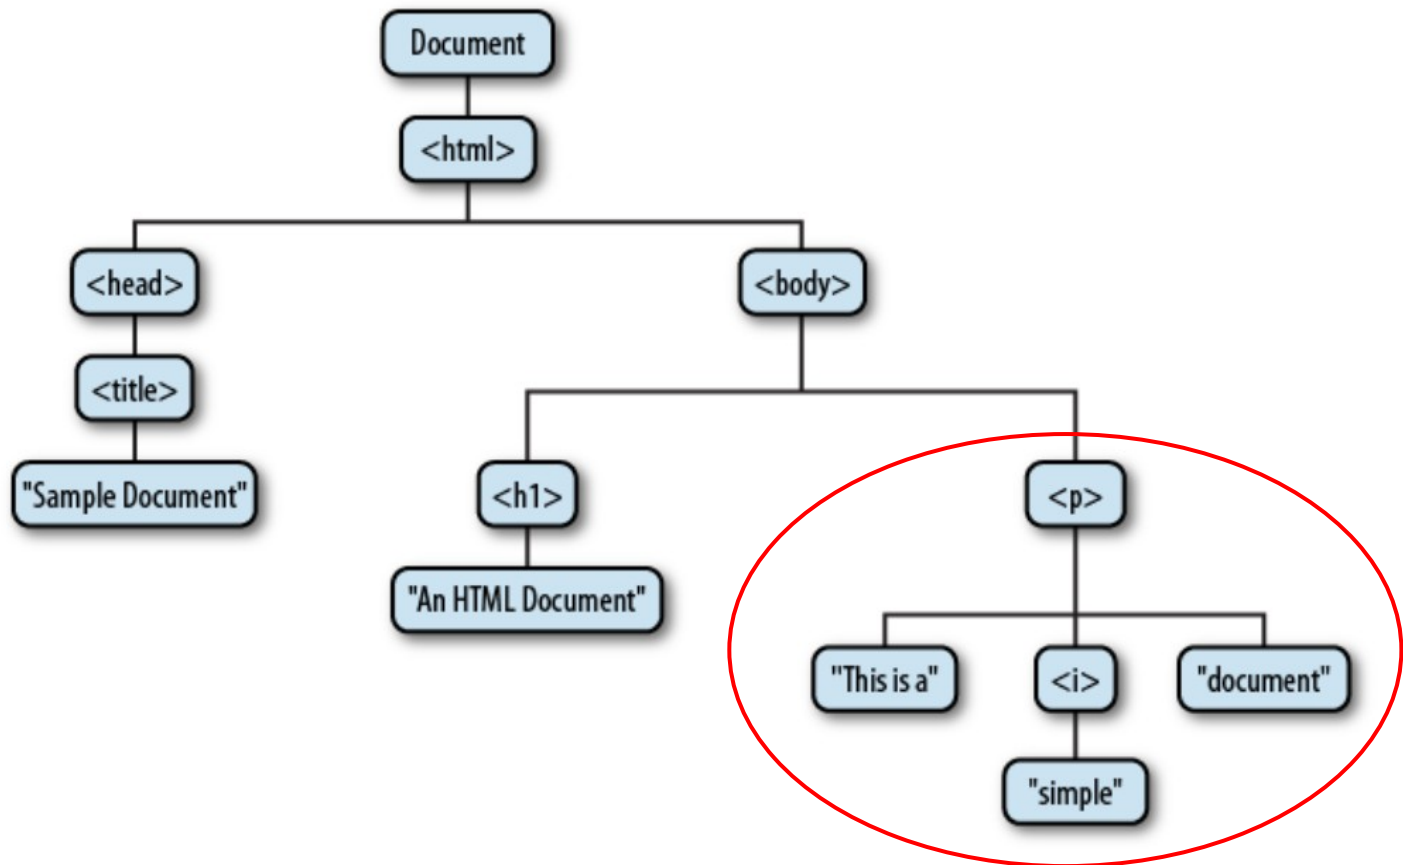 Document
<html>
<head>
<body>
<title>
"Sample Document"
<h1>
<p>
"An HTML Document"
"This is a"
<i>
"document"
"simple"